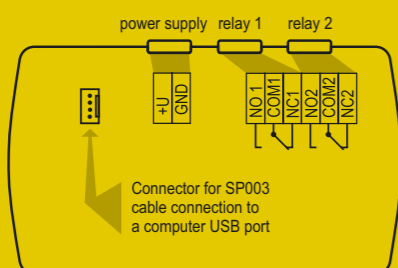 power supply relay 1 relay 2
+U
GND
NO 1
COM1
NC1
NO2
COM2
NC2
Connector for SP003
cable connection to
a computer USB port